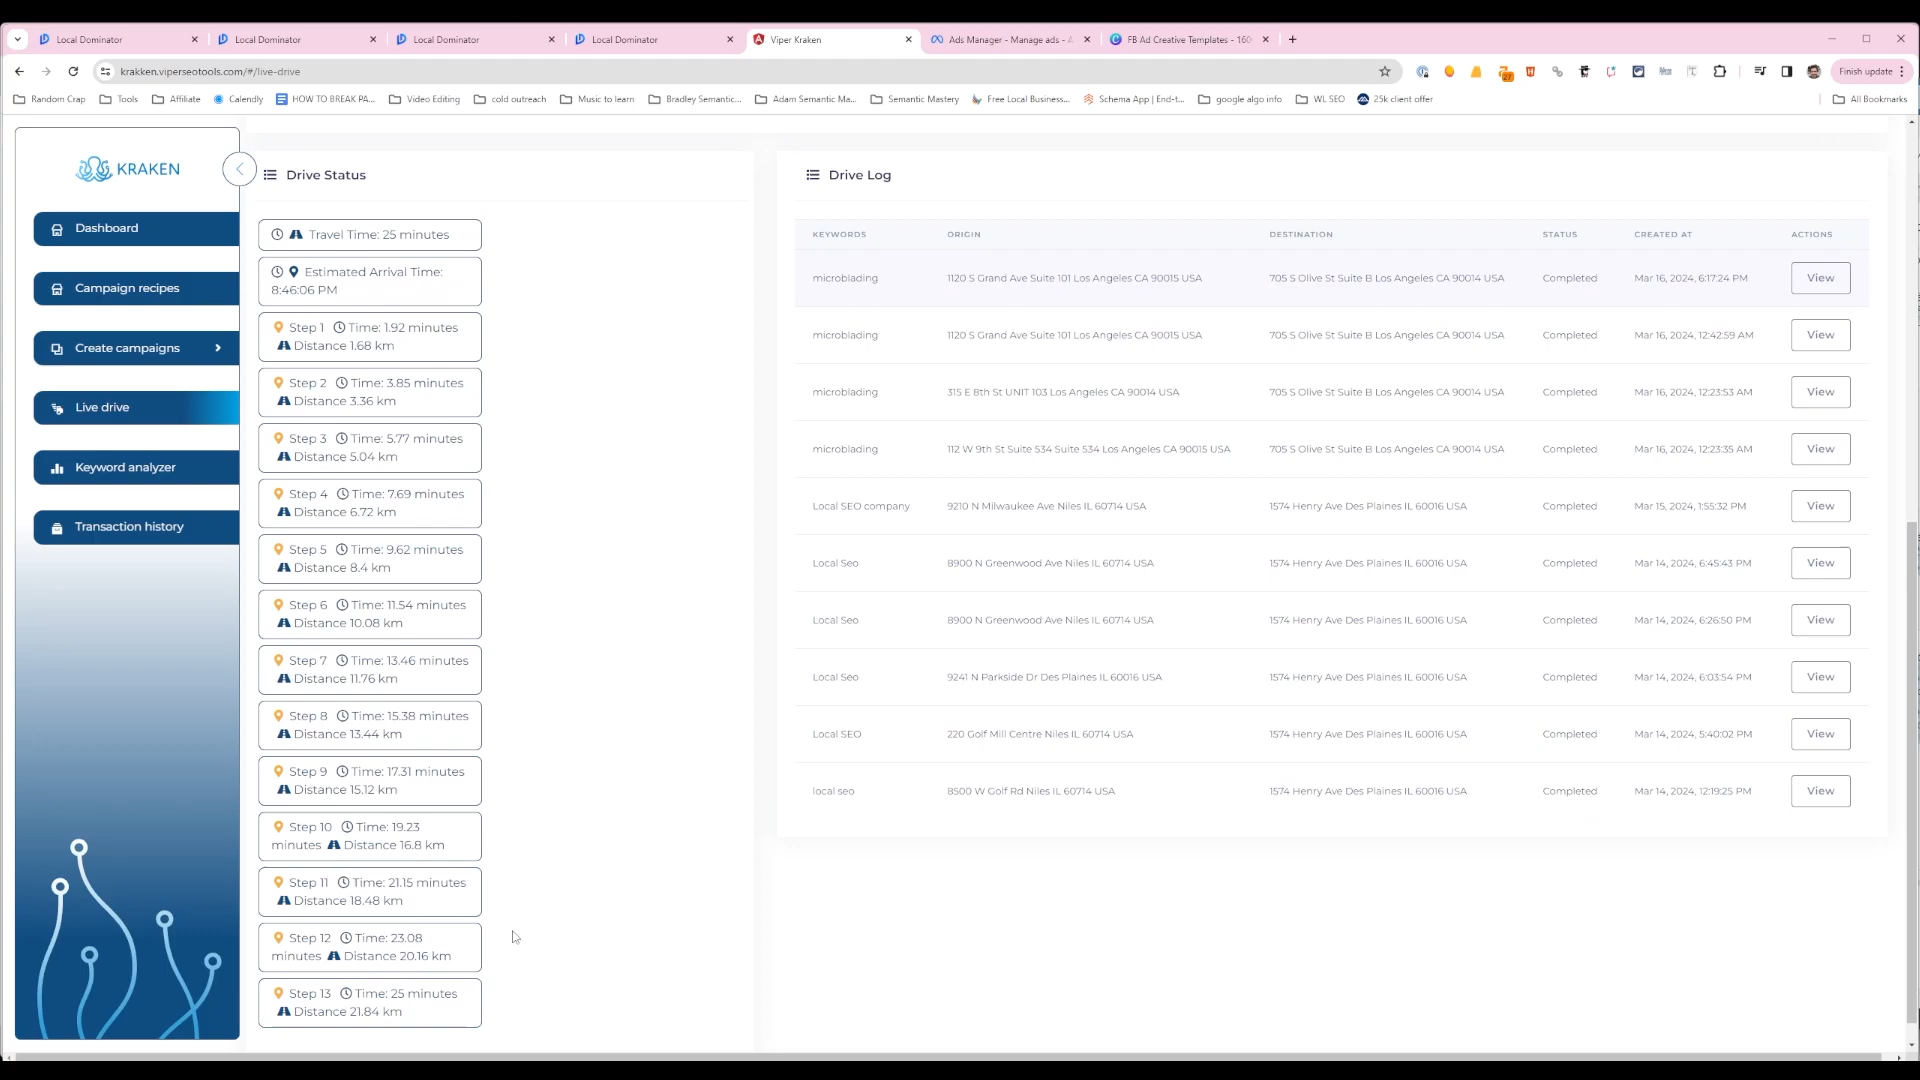 Local Dominator
Local Dominator
Local Dominator
Local Dominator
Viper Kraken
Ads Manager - Manage ads - A
FB Ad Creative Templates - 160
krakken.viperseotools.com/#/live-drive
27
Finish update
Random Crap
Tools
Affiliate
Calendly
HOW TO BREAK PA...
Video Editing
cold outreach
Music to learn
Bradley Semantic...
Adam Semantic Ma...
Semantic Mastery
Free Local Business...
Schema App | End-t...
google algo info
WL SEO
25k client offer
All Bookmarks
KRAKEN
Dashboard
Campaign recipes
Create campaigns
Live drive
Keyword analyzer
Transaction history
Drive Status
Travel Time: 25 minutes
Estimated Arrival Time:
8:46:06 PM
Step 1 Time: 1.92 minutes
Distance 1.68 km
Step 2 Time: 3.85 minutes
Distance 3.36 km
Step 3 Time: 5.77 minutes
Distance 5.04 km
Step 4 Time: 7.69 minutes
Distance 6.72 km
Step 5 Time: 9.62 minutes
Distance 8.4 km
Step 6 Time: 11.54 minutes
Distance 10.08 km
Step 7 Time: 13.46 minutes
Distance 11.76 km
Step 8 Time: 15.38 minutes
Distance 13.44 km
Step 9 Time: 17.31 minutes
Distance 15.12 km
Step 10 Time: 19.23
minutes Distance 16.8 km
Step 11 Time: 21.15 minutes
Distance 18.48 km
Step 12 Time: 23.08
minutes Distance 20.16 km
Step 13 Time: 25 minutes
Distance 21.84 km
Drive Log
KEYWORDS ORIGIN DESTINATION STATUS CREATED AT ACTIONS
microblading 1120 S Grand Ave Suite 101 Los Angeles CA 90015 USA 705 S Olive St Suite B Los Angeles CA 90014 USA Completed Mar 16, 2024, 6:17:24 PM View
microblading 1120 S Grand Ave Suite 101 Los Angeles CA 90015 USA 705 S Olive St Suite B Los Angeles CA 90014 USA Completed Mar 16, 2024, 12:42:59 AM View
microblading 315 E 8th St UNIT 103 Los Angeles CA 90014 USA 705 S Olive St Suite B Los Angeles CA 90014 USA Completed Mar 16, 2024, 12:23:53 AM View
microblading 112 W 9th St Suite 534 Suite 534 Los Angeles CA 90015 USA 705 S Olive St Suite B Los Angeles CA 90014 USA Completed Mar 16, 2024, 12:23:35 AM View
Local SEO company 9210 N Milwaukee Ave Niles IL 60714 USA 1574 Henry Ave Des Plaines IL 60016 USA Completed Mar 15, 2024, 1:55:32 PM View
Local Seo 8900 N Greenwood Ave Niles IL 60714 USA 1574 Henry Ave Des Plaines IL 60016 USA Completed Mar 14, 2024, 6:45:43 PM View
Local Seo 8900 N Greenwood Ave Niles IL 60714 USA 1574 Henry Ave Des Plaines IL 60016 USA Completed Mar 14, 2024, 6:26:50 PM View
Local Seo 9241 N Parkside Dr Des Plaines IL 60016 USA 1574 Henry Ave Des Plaines IL 60016 USA Completed Mar 14, 2024, 6:03:54 PM View
Local SEO 220 Golf Mill Centre Niles IL 60714 USA 1574 Henry Ave Des Plaines IL 60016 USA Completed Mar 14, 2024, 5:40:02 PM View
local seo 8500 W Golf Rd Niles IL 60714 USA 1574 Henry Ave Des Plaines IL 60016 USA Completed Mar 14, 2024, 12:19:25 PM View